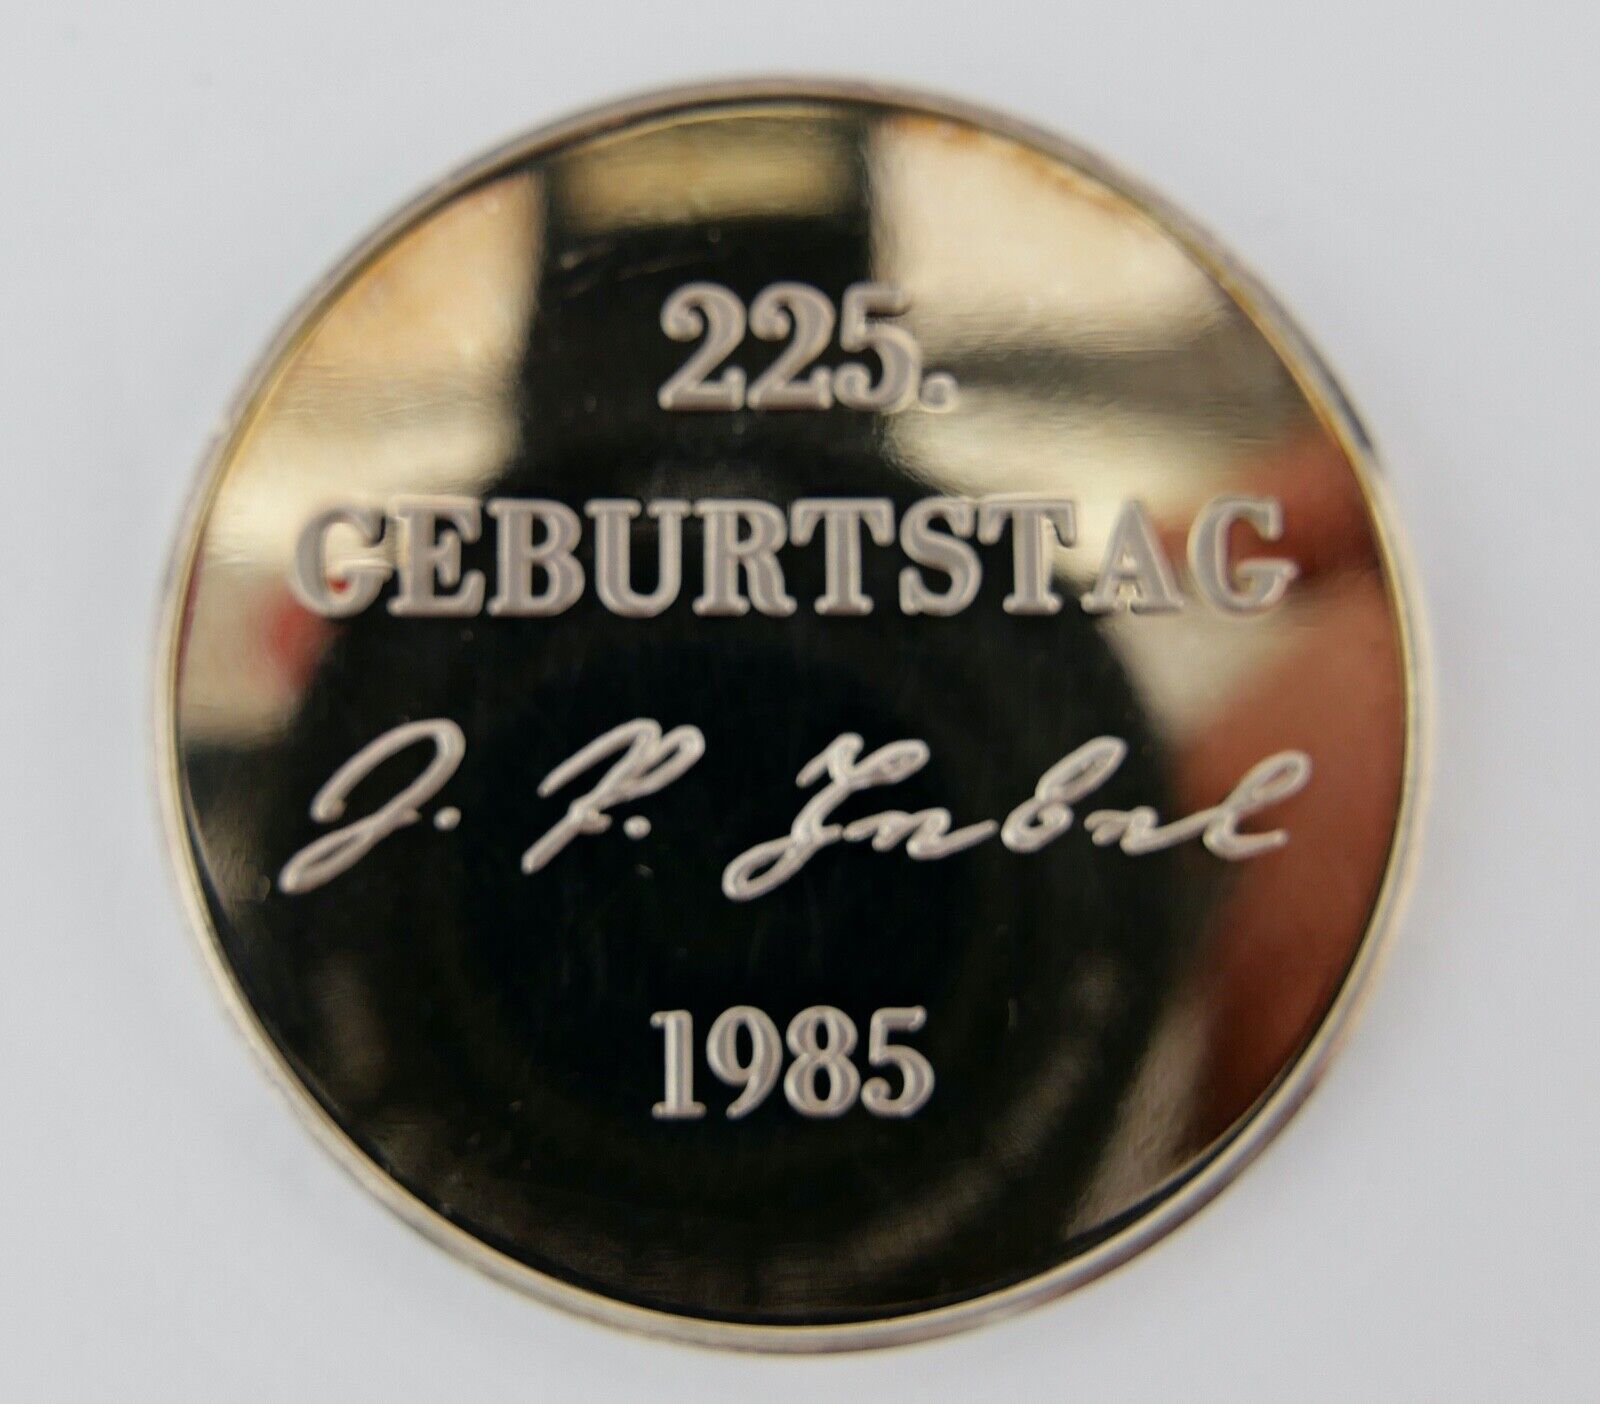 225.
GEBURTSTAG
J. P. Hebel
1985